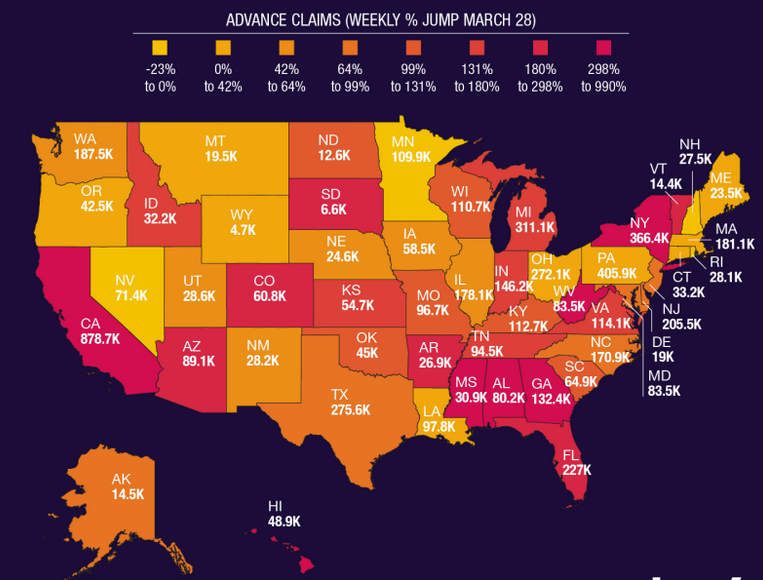 ADVANCE CLAIMS (WEEKLY % JUMP MARCH 28)
-23% to 0%
0% to 42%
42% to 64%
64% to 99%
99% to 131%
131% to 180%
180% to 298%
298% to 990%
WA
187.5K
OR
42.5K
ID
32.2K
MT
19.5K
WY
4.7K
NV
71.4K
UT
28.6K
CA
878.7K
AZ
89.1K
CO
60.8K
NM
28.2K
ND
12.6K
SD
6.6K
NE
24.6K
KS
54.7K
OK
45K
TX
275.6K
MN
109.9K
IA
58.5K
MO
96.7K
AR
26.9K
LA
97.8K
WI
110.7K
IL
178.1K
MI
311.1K
IN
146.2K
OH
272.1K
KY
112.7K
TN
94.5K
MS
30.9K
AL
80.2K
GA
132.4K
FL
227K
SC
64.9K
NC
170.9K
VA
114.1K
WV
83.5K
PA
405.9K
NY
366.4K
VT
14.4K
NH
27.5K
ME
23.5K
MA
181.1K
RI
28.1K
CT
33.2K
NJ
205.5K
DE
19K
MD
83.5K
AK
14.5K
HI
48.9K